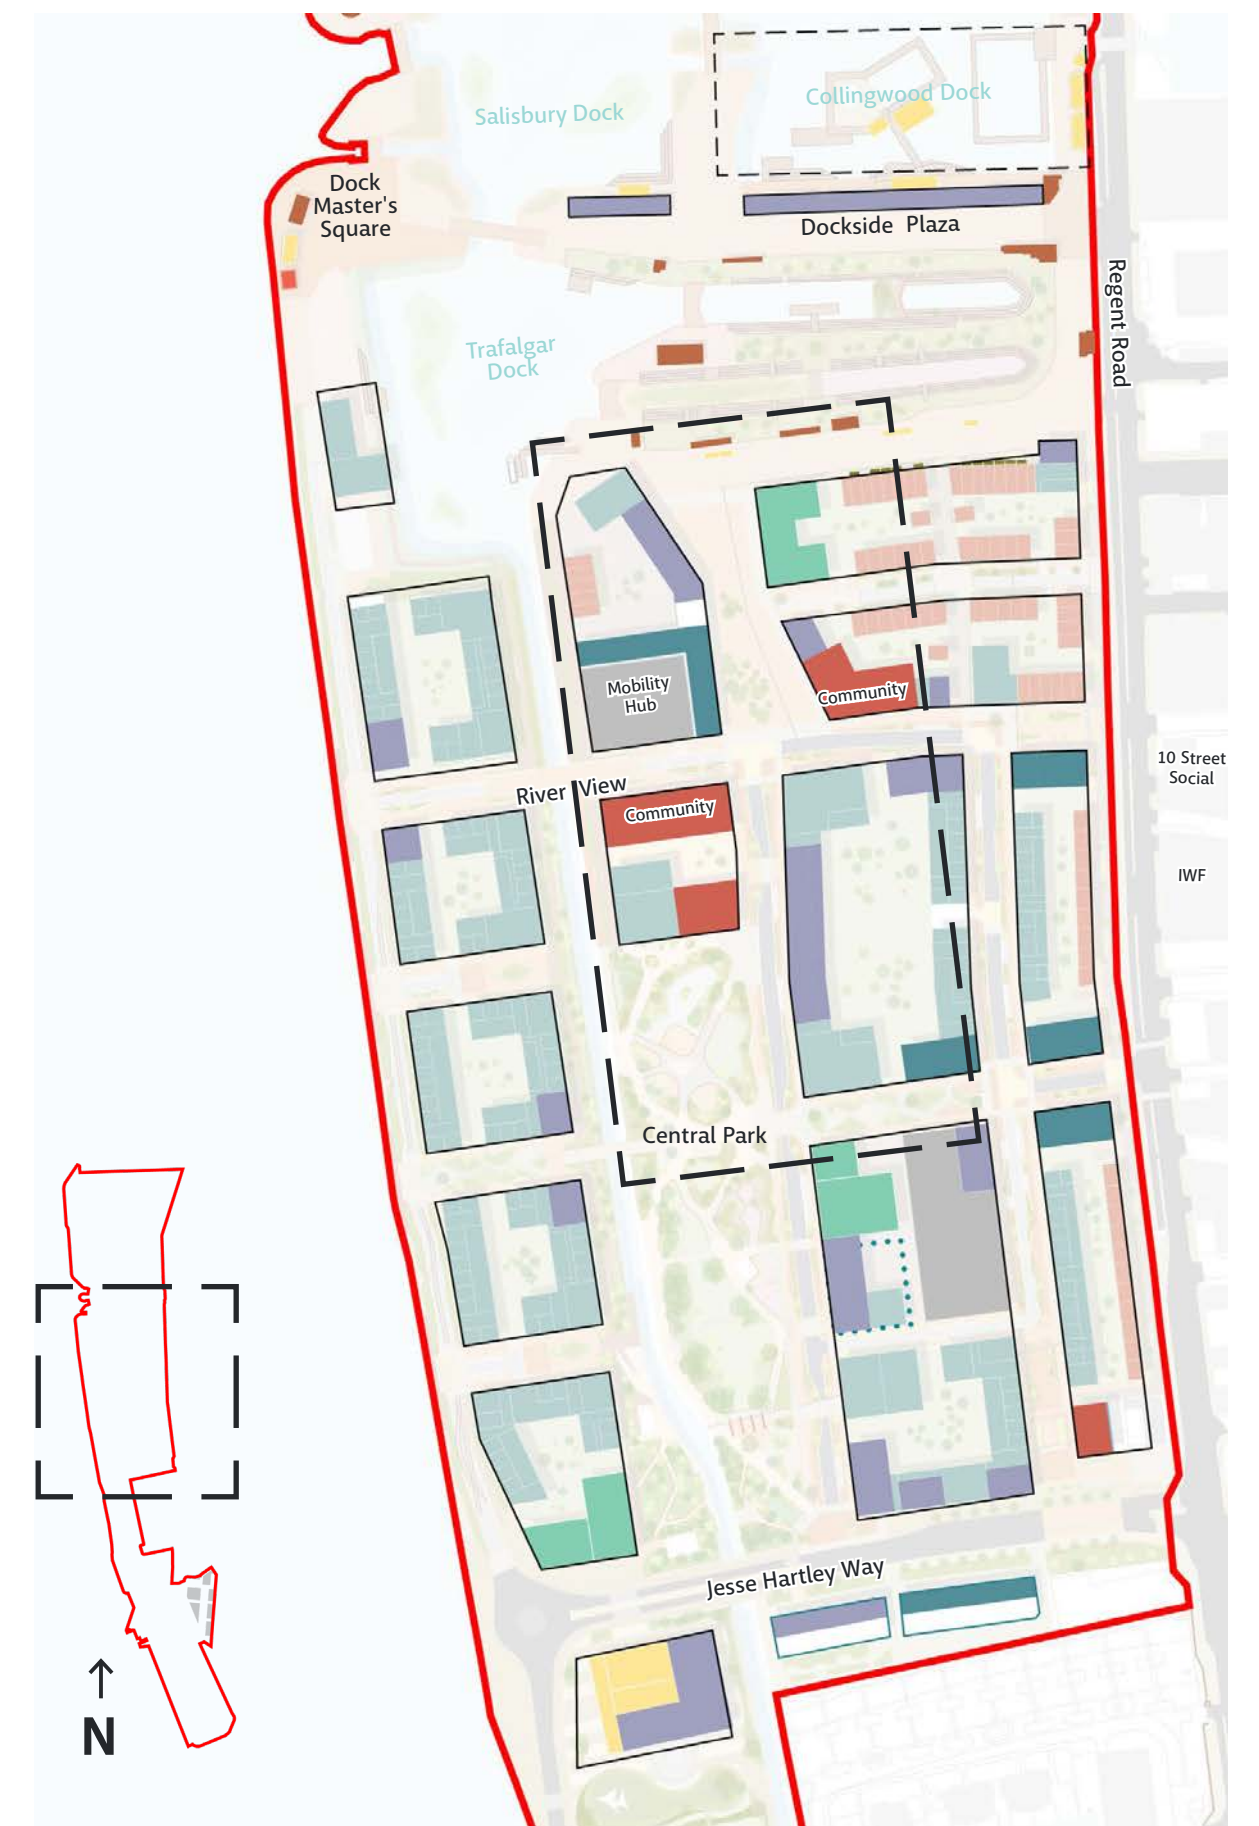 Salisbury Dock
Collingwood Dock
Dock
Master's
Square
Dockside Plaza
Regent Road
Trafalgar
Dock
Mobility
Hub
Community
10 Street
Social
River View
Community
IWF
Central Park
Jesse Hartley Way
N